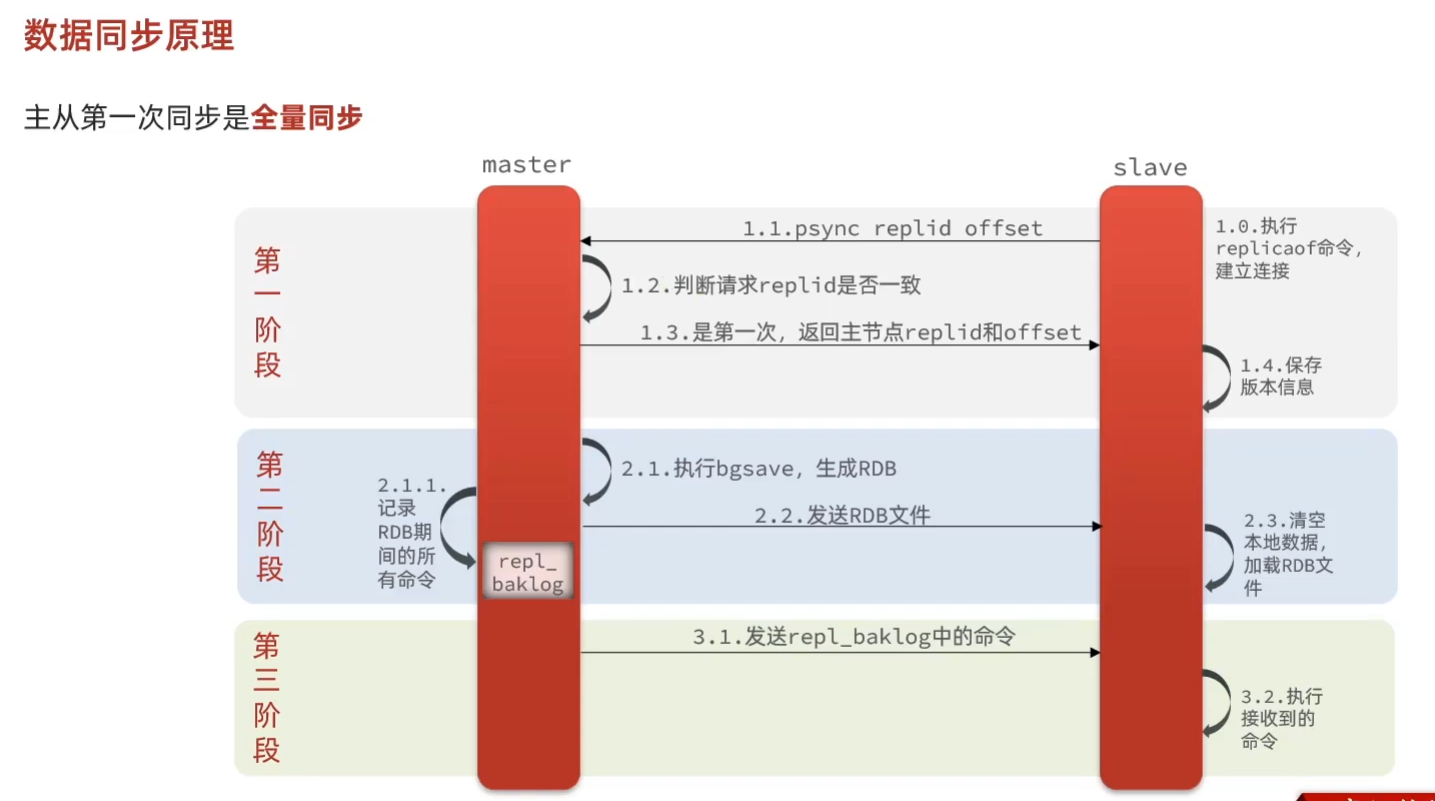 数据同步原理
主从第一次同步是全量同步
master
slave
第
一
阶
段
1.1.psync replid offset
1.0.执行
replicaof命令，
建立连接
1.2.判断请求replid是否一致
1.3.是第一次，返回主节点replid和offset
1.4.保存
版本信息
第
二
阶
段
2.1.执行bgsave，生成RDB
2.1.1.
记录
RDB期
间的所
有命令
repl_
baklog
2.2.发送RDB文件
2.3.清空
本地数据，
加载RDB文
件
第
三
阶
段
3.1.发送repl_baklog中的命令
3.2.执行
接收到的
命令